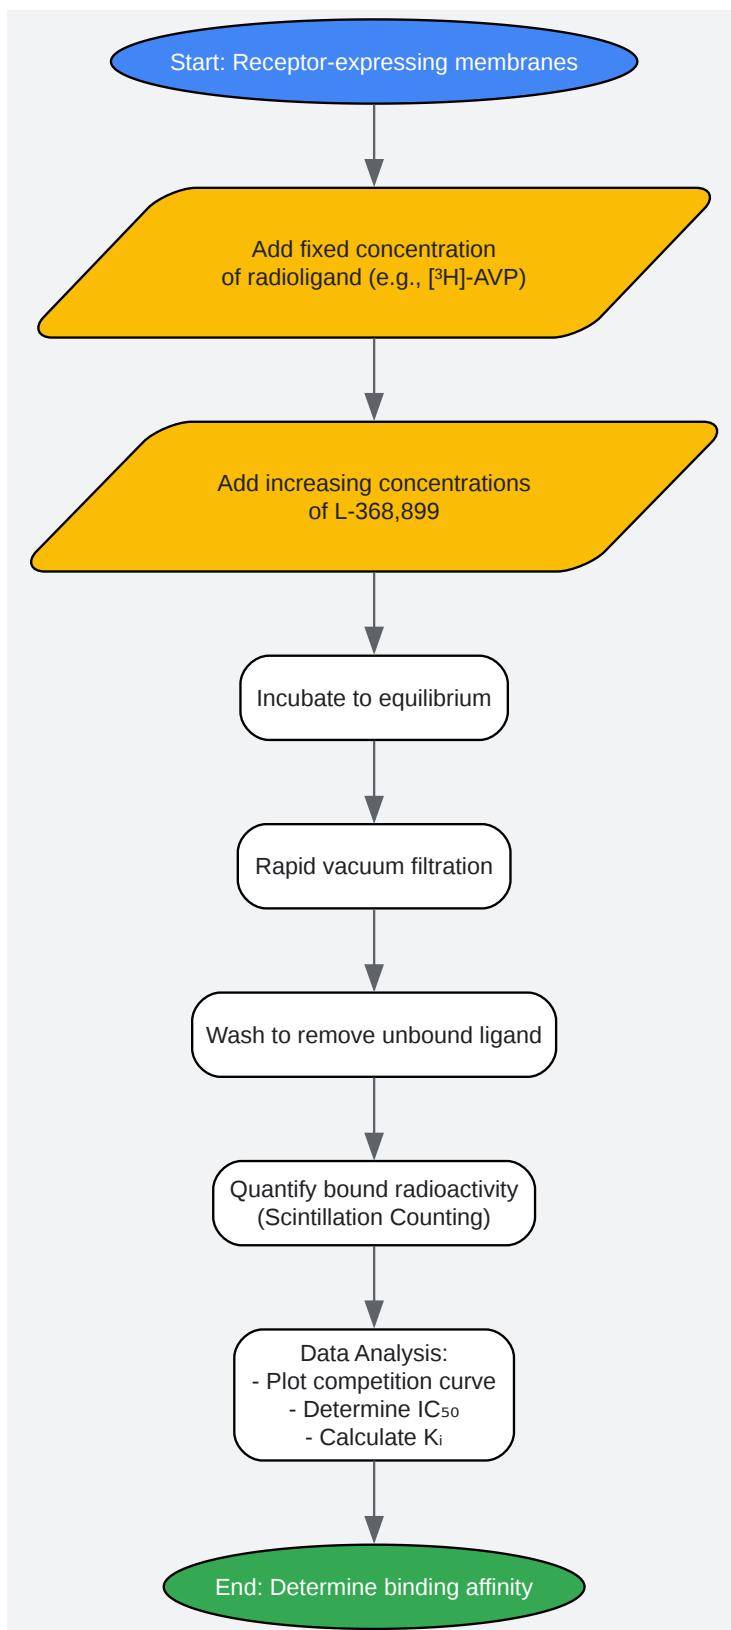 Start: Receptor-expressing membranes
Add fixed concentration
of radioligand (e.g., [³H]-AVP)
Add increasing concentrations
of L-368,899
Incubate to equilibrium
Rapid vacuum filtration
Wash to remove unbound ligand
Quantify bound radioactivity
(Scintillation Counting)
Data Analysis:
- Plot competition curve
- Determine IC₅₀
- Calculate Kᵢ
End: Determine binding affinity